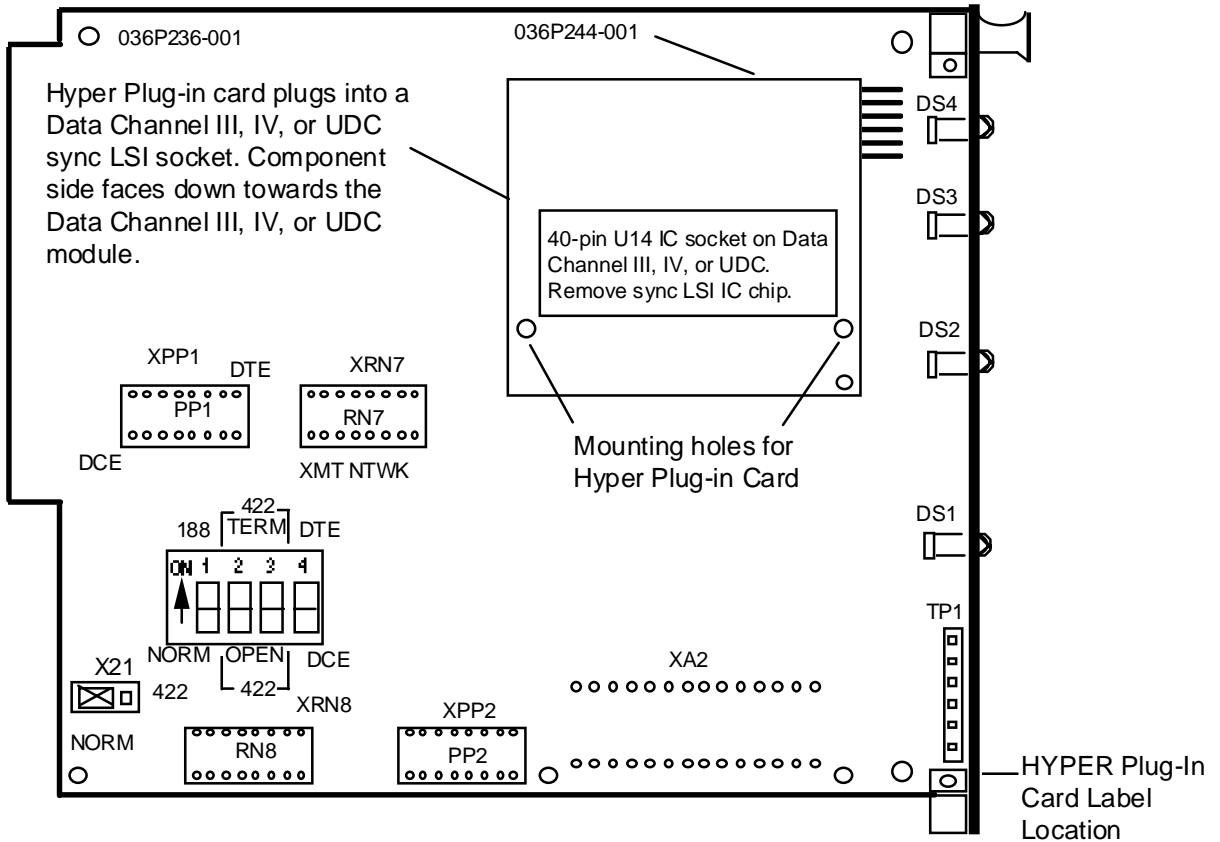 036P236-001
036P244-001
Hyper Plug-in card plugs into a
Data Channel III, IV, or UDC
sync LSI socket. Component
side faces down towards the
Data Channel III, IV, or UDC
module.
40-pin U14 IC socket on Data
Channel III, IV, or UDC.
Remove sync LSI IC chip.
DS4
DS3
DS2
DS1
Mounting holes for
Hyper Plug-in Card
XPP1
DTE
PP1
DCE
XRN7
RN7
XMT NTWK
422
188 TERM DTE
ON 1 2 3 4
NORM OPEN DCE
422
X21
422
NORM
XRN8
RN8
XPP2
PP2
XA2
TP1
HYPER Plug-In
Card Label
Location